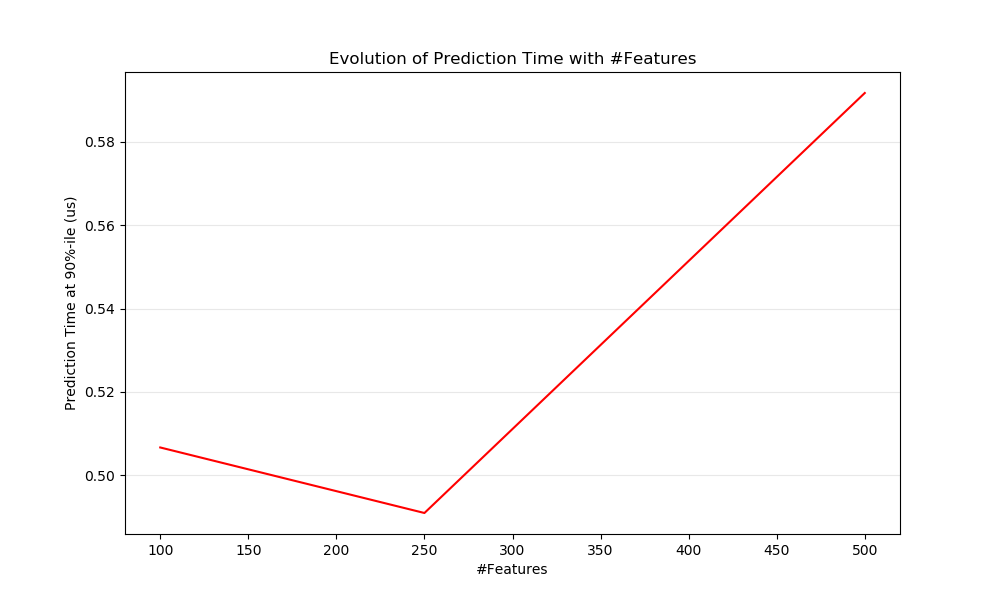 Evolution of Prediction Time with #Features
Prediction Time at 90%-ile (us)
0.58
0.56
0.54
0.52
0.50
100 150 200 250 300 350 400 450 500
#Features